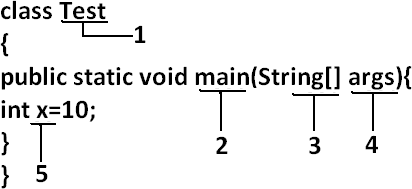 class Test
1
{
public static void main(String[] args){
int x=10;
} 2 3 4
} 5